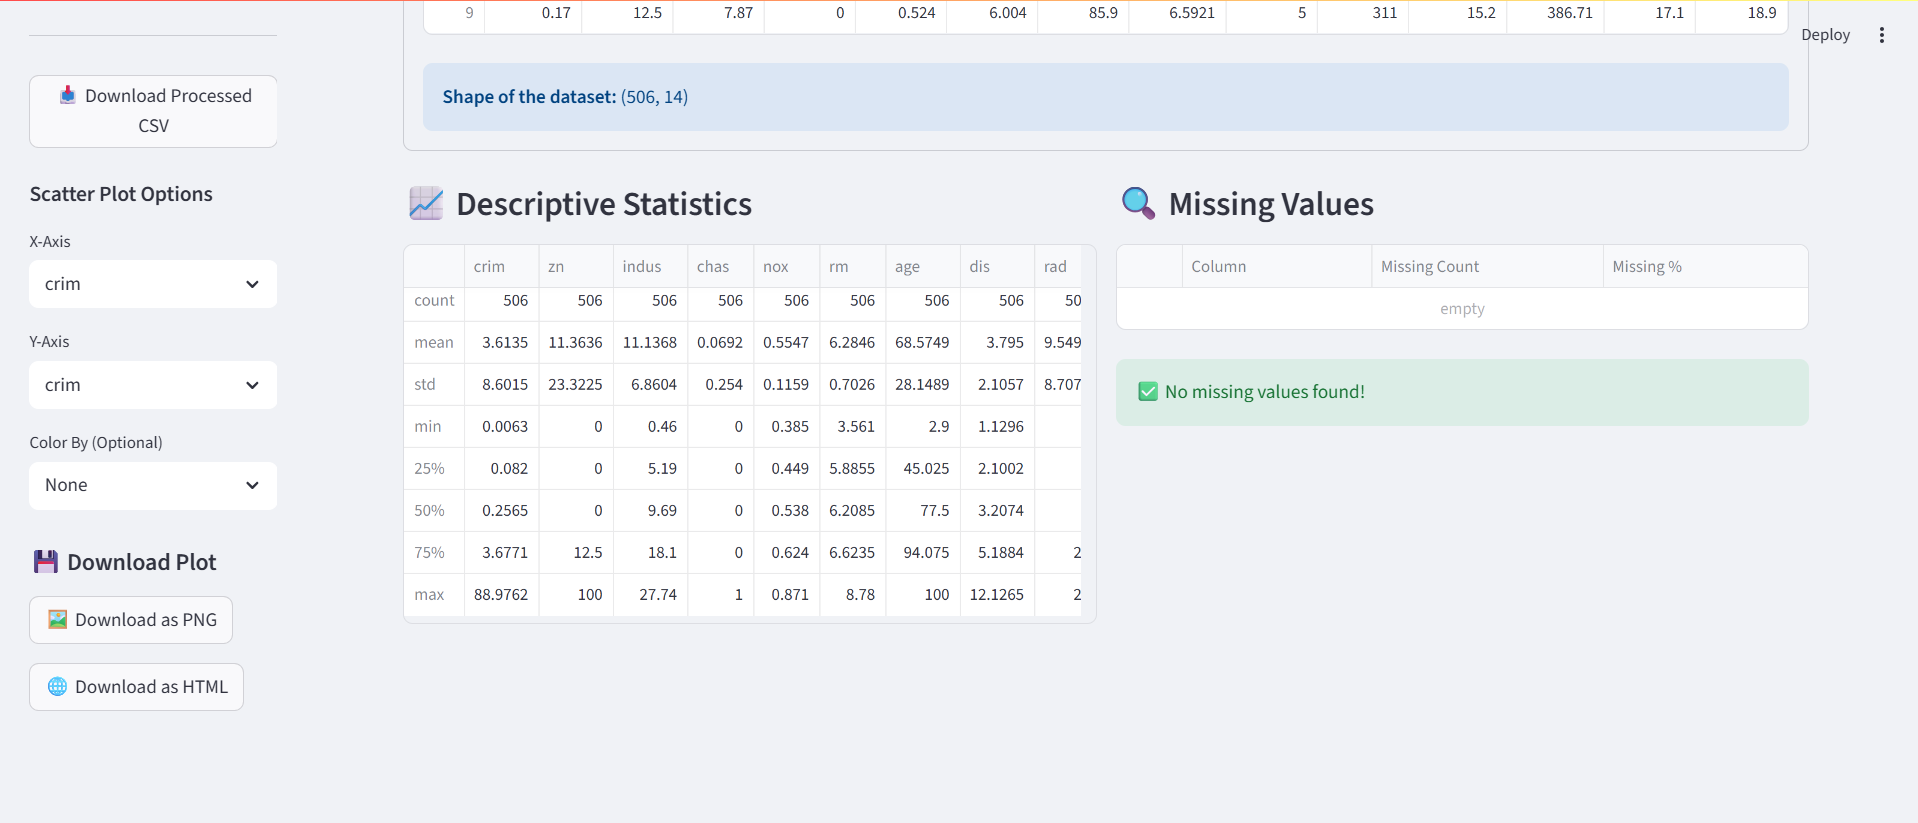 9 0.17 12.5 7.87 0 0.524 6.004 85.9 6.5921 5 311 15.2 386.71 17.1 18.9
Deploy
Download Processed
CSV
Shape of the dataset: (506, 14)
Scatter Plot Options
X-Axis
crim
Y-Axis
crim
Color By (Optional)
None
Download Plot
Download as PNG
Download as HTML
Descriptive Statistics
crim zn indus chas nox rm age dis rad
count 506 506 506 506 506 506 506 506 50
mean 3.6135 11.3636 11.1368 0.0692 0.5547 6.2846 68.5749 3.795 9.549
std 8.6015 23.3225 6.8604 0.254 0.1159 0.7026 28.1489 2.1057 8.707
min 0.0063 0 0.46 0 0.385 3.561 2.9 1.1296
25% 0.082 0 5.19 0 0.449 5.8855 45.025 2.1002
50% 0.2565 0 9.69 0 0.538 6.2085 77.5 3.2074
75% 3.6771 12.5 18.1 0 0.624 6.6235 94.075 5.1884 2
max 88.9762 100 27.74 1 0.871 8.78 100 12.1265 2
Missing Values
Column Missing Count Missing %
empty
No missing values found!